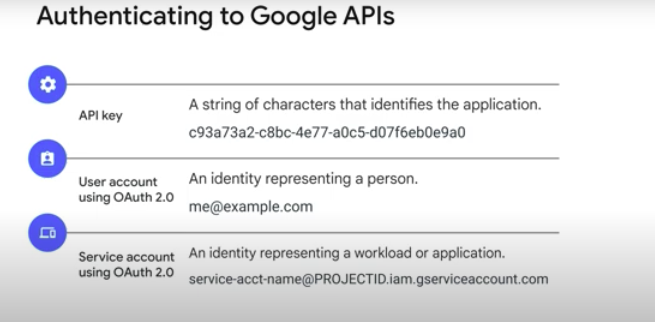 Authenticating to Google APIs
API key
A string of characters that identifies the application.
c93a73a2-c8bc-4e77-a0c5-d07f6eb0e9a0
User account
using OAuth 2.0
An identity representing a person.
me@example.com
Service account
using OAuth 2.0
An identity representing a workload or application.
service-acct-name@PROJECTID.iam.gserviceaccount.com